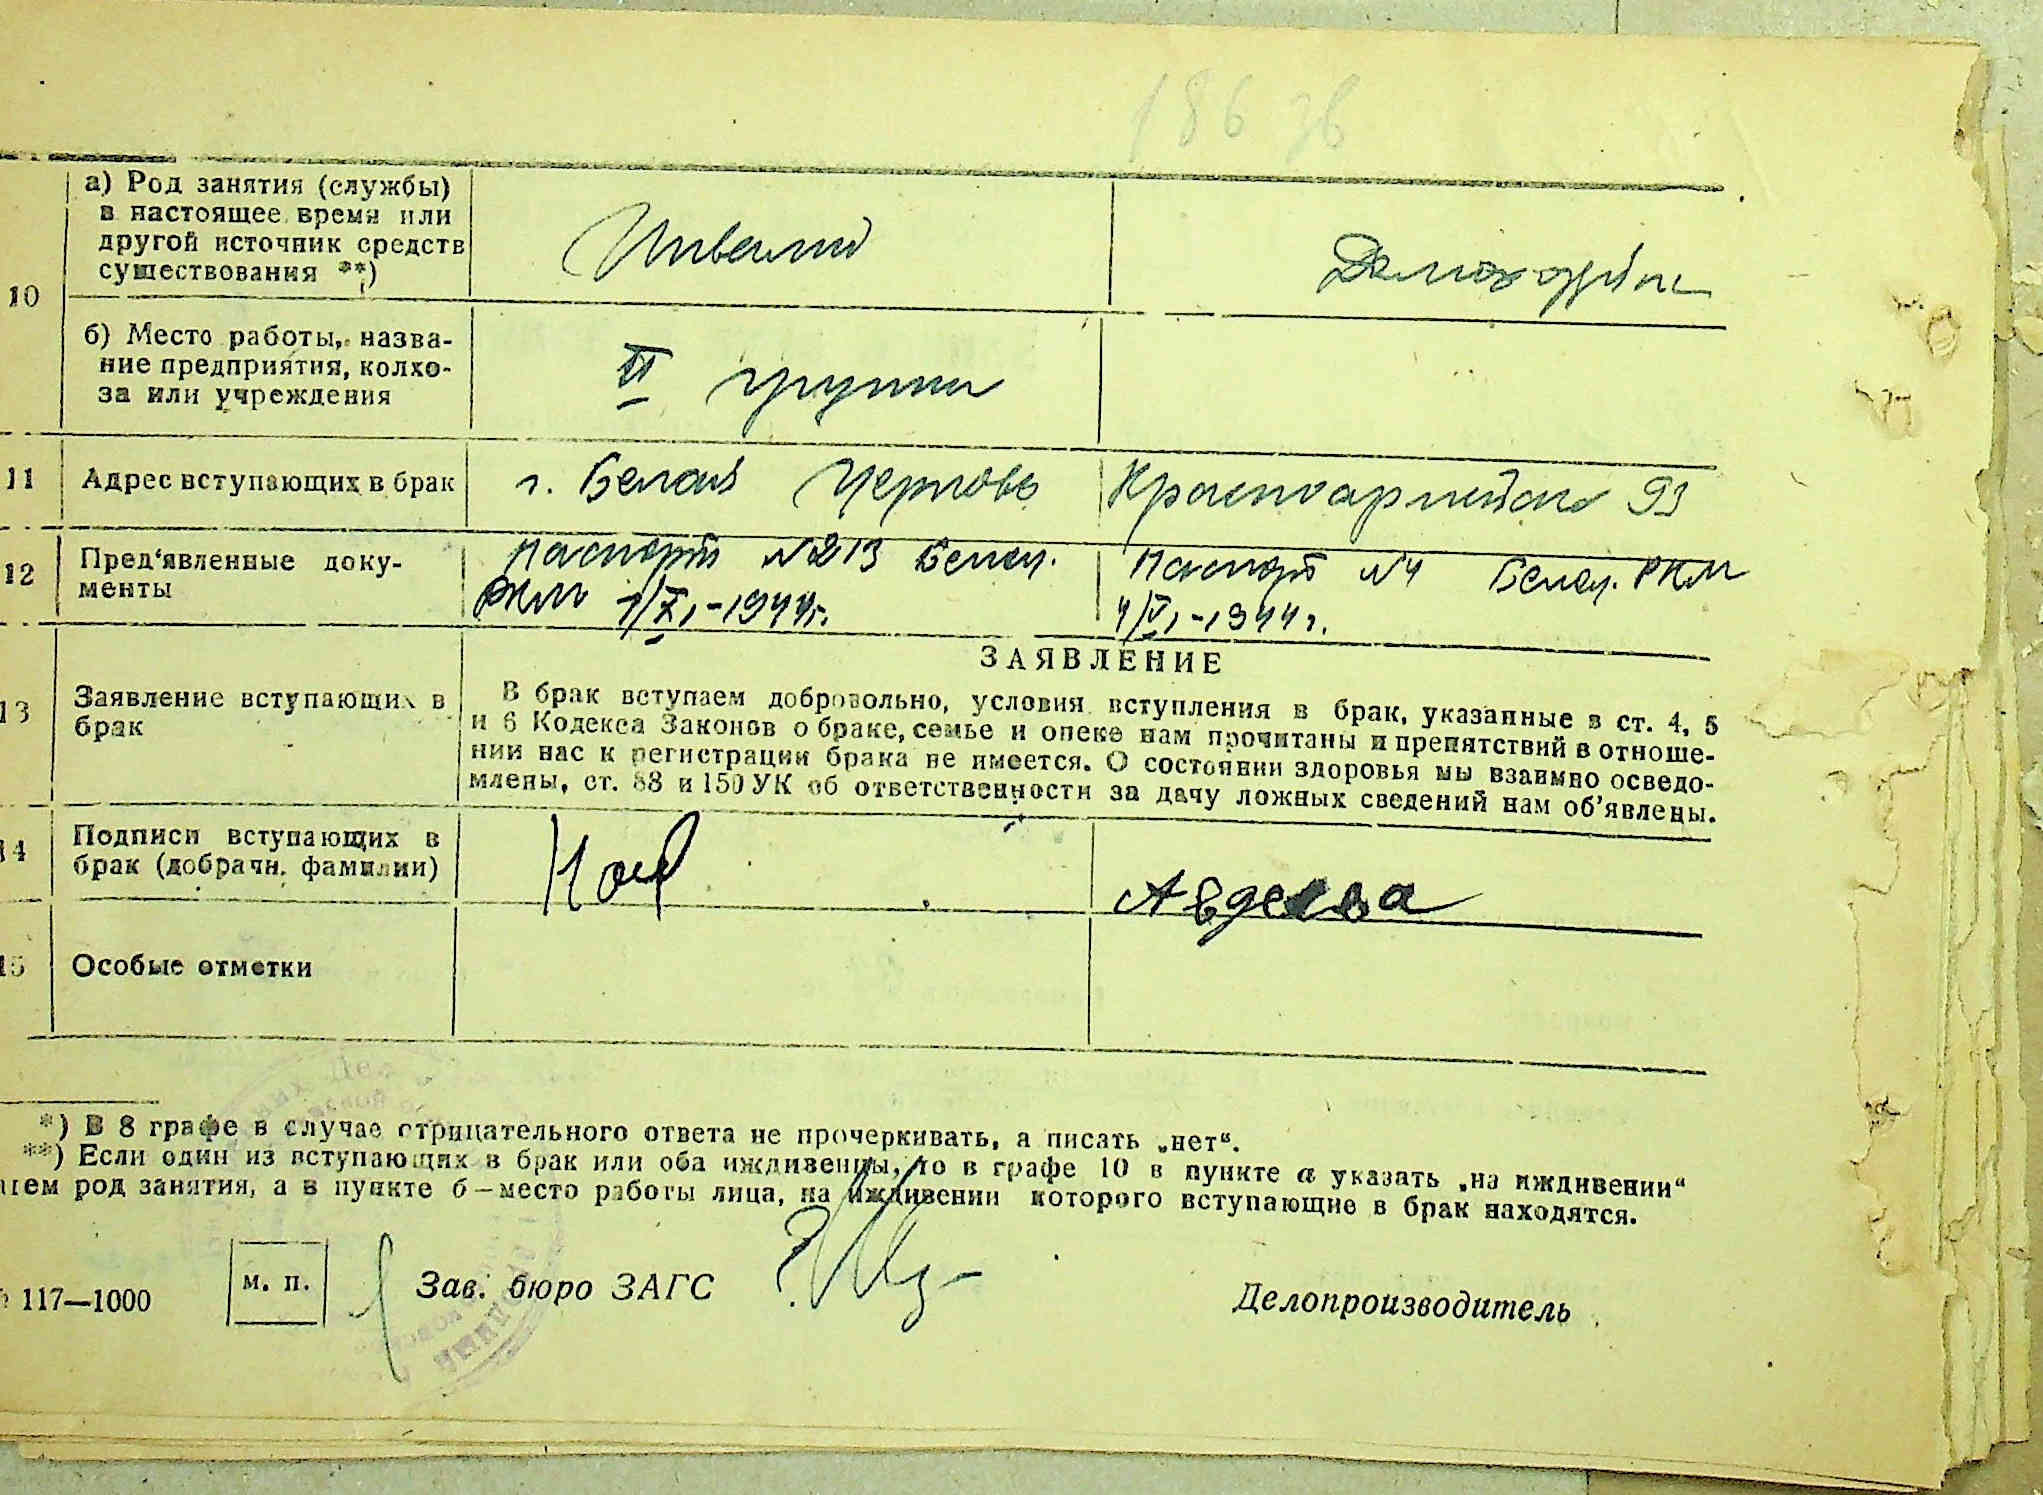 186 зв
а) Род занятия (службы)
в настоящее время или
другой источник средств
существования **)
Инвалид
Домохозяйка
10
б) Место работы, назва-
ние предприятия, колхо-
за или учреждения
II группы
11
Адрес вступающих в брак
г. Белая Церковь
Красноармейская 93
12
Пред'явленные доку-
менты
Паспорт №213 Белоц.
РКМ 1/XI-1944г.
Паспорт №4 Белоц. РКМ
4/VI-1944г.
ЗАЯВЛЕНИЕ
13
Заявление вступающих в
брак
В брак вступаем добровольно, условия вступления в брак, указанные в ст. 4, 5
и 6 Кодекса Законов о браке, семье и опеке нам прочитаны и препятствий в отноше-
нии нас к регистрации брака не имеется. О состоянии здоровья мы взаимно осведо-
млены, ст. 88 и 150 УК об ответственности за дачу ложных сведений нам об'явлены.
14
Подписи вступающих в
брак (добрачн. фамилии)
Авдеева
15
Особые отметки
*) В 8 графе в случае отрицательного ответа не прочеркивать, а писать „нет“.
**) Если один из вступающих в брак или оба иждивенцы, то в графе 10 в пункте а указать „на иждивении“
атем род занятия, а в пункте б—место работы лица, на иждивении которого вступающие в брак находятся.
117—1000
м. п.
Зав. бюро ЗАГС
Делопроизводитель